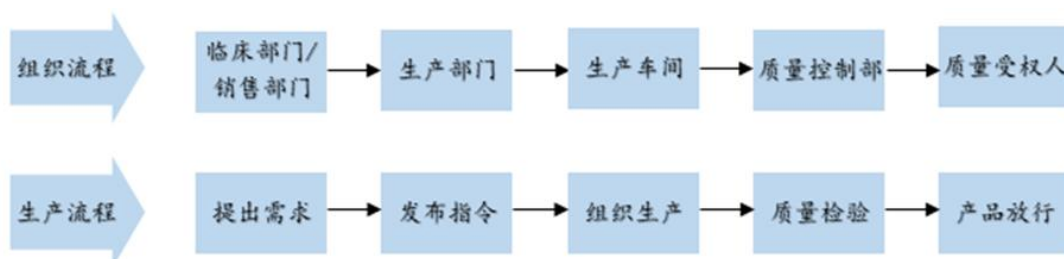 组织流程
临床部门/
销售部门
生产部门
生产车间
质量控制部
质量受权人
生产流程
提出需求
发布指令
组织生产
质量检验
产品放行